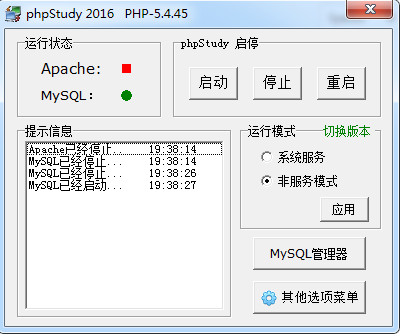 phpStudy 2016 PHP-5.4.45
运行状态
Apache:
MySQL:
phpStudy 启停
启动 停止 重启
提示信息
Apache已经停止... 19:38:14
MySQL已经停止... 19:38:14
MySQL已经停止... 19:38:26
MySQL已经启动... 19:38:27
运行模式 切换版本
系统服务
非服务模式
应用
MySQL管理器
其他选项菜单